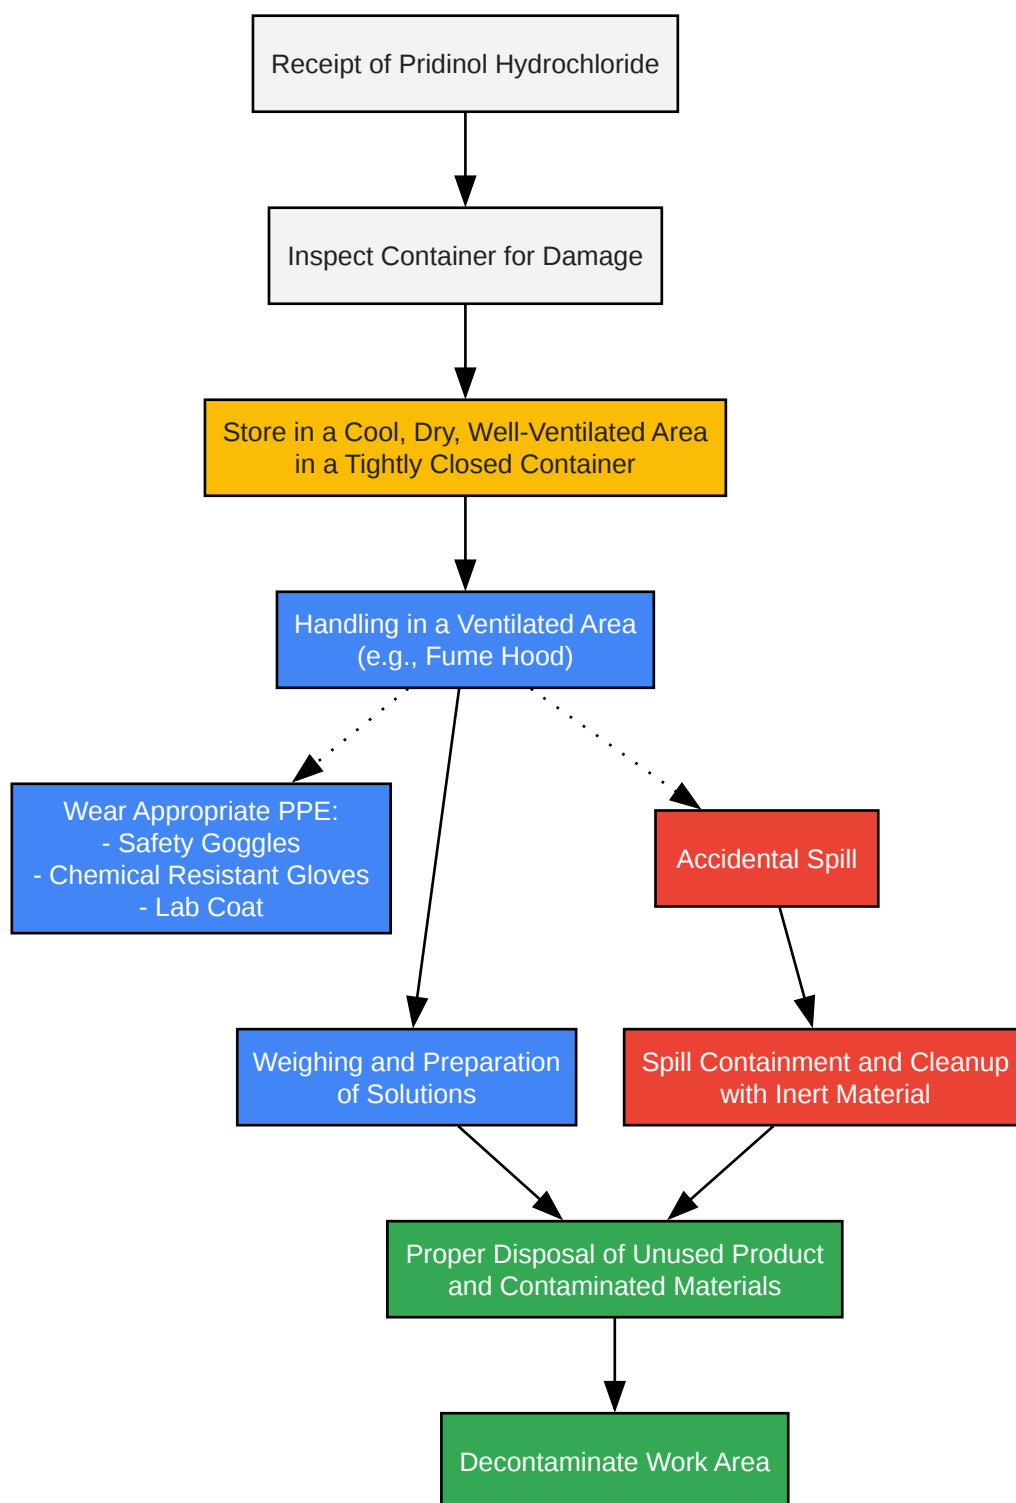 Receipt of Pridinol Hydrochloride
Inspect Container for Damage
Store in a Cool, Dry, Well-Ventilated Area
in a Tightly Closed Container
Handling in a Ventilated Area
(e.g., Fume Hood)
Wear Appropriate PPE:
- Safety Goggles
- Chemical Resistant Gloves
- Lab Coat
Accidental Spill
Weighing and Preparation
of Solutions
Spill Containment and Cleanup
with Inert Material
Proper Disposal of Unused Product
and Contaminated Materials
Decontaminate Work Area